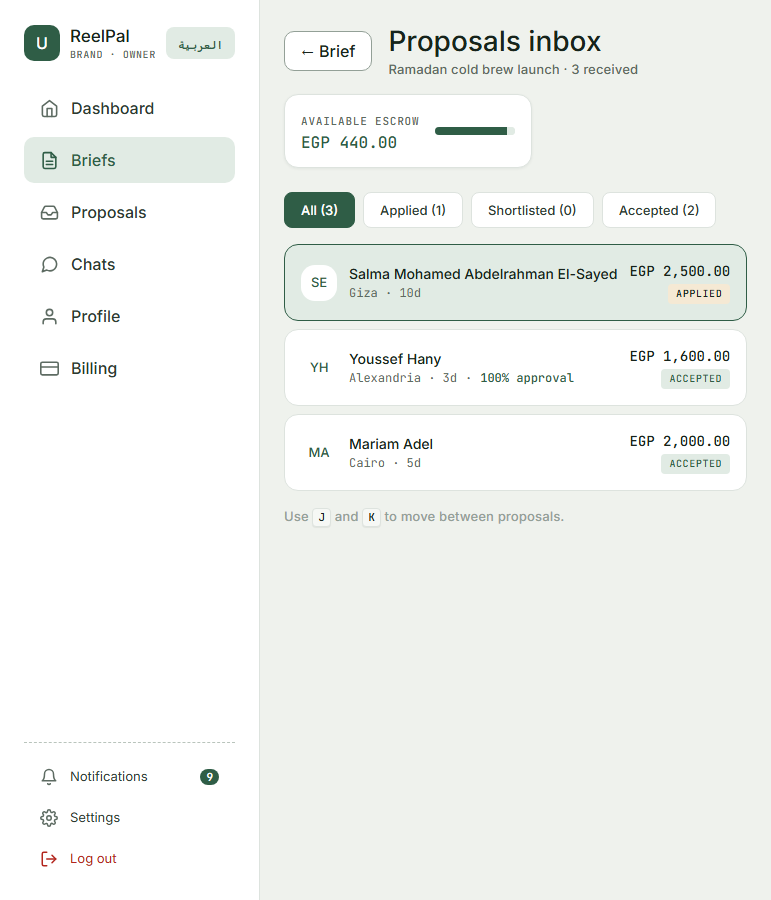 U
ReelPal
BRAND · OWNER
العربية
Dashboard
Briefs
Proposals
Chats
Profile
Billing
Notifications
9
Settings
Log out
← Brief
Proposals inbox
Ramadan cold brew launch · 3 received
AVAILABLE ESCROW
EGP 440.00
All (3)
Applied (1)
Shortlisted (0)
Accepted (2)
SE
Salma Mohamed Abdelrahman El-Sayed
EGP 2,500.00
Giza · 10d
APPLIED
YH
Youssef Hany
EGP 1,600.00
Alexandria · 3d · 100% approval
ACCEPTED
MA
Mariam Adel
EGP 2,000.00
Cairo · 5d
ACCEPTED
Use J and K to move between proposals.